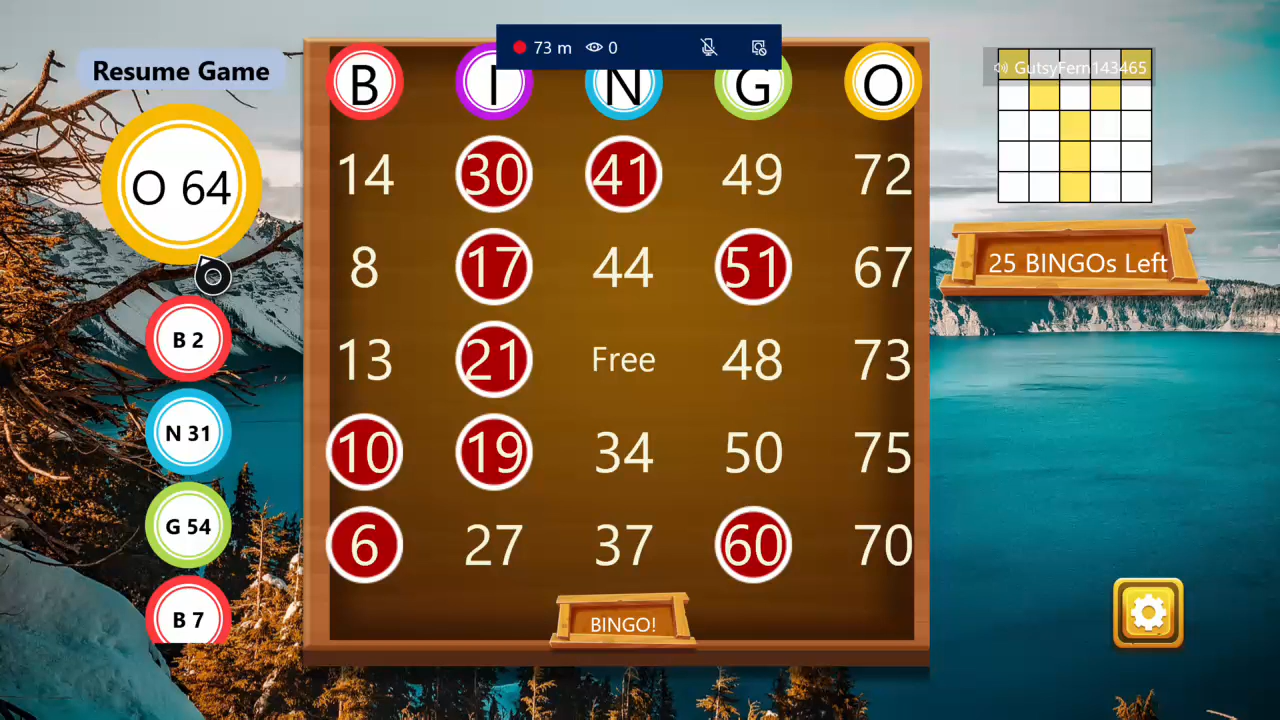 73 m 0
Resume Game
B I N G O
GutsyFern143465
O 64
6
B 2
N 31
G 54
B 7
14 30 41 49 72
8 17 44 51 67
13 21 Free 48 73
10 19 34 50 75
6 27 37 60 70
BINGO!
25 BINGOs Left